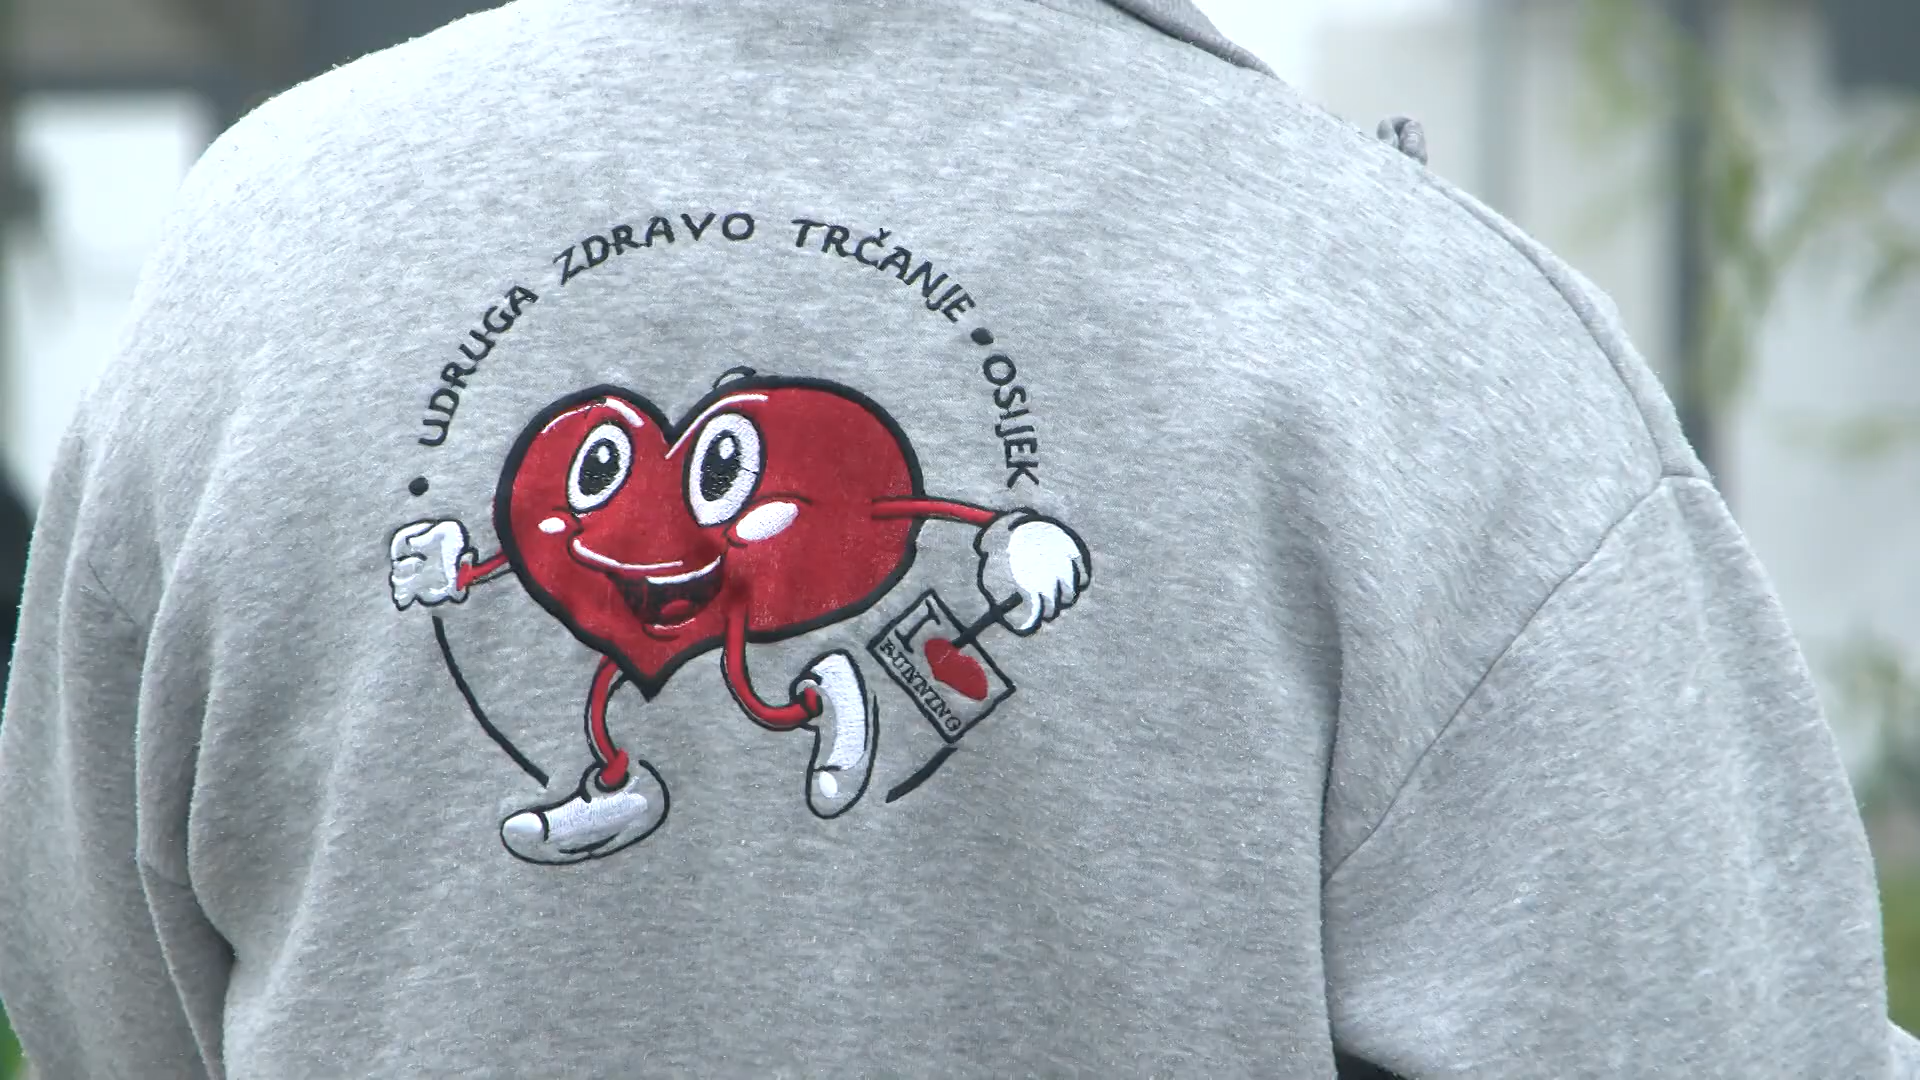 • UDRUGA ZDRAVO TRČANJE • OSIJEK
I
RUNNING